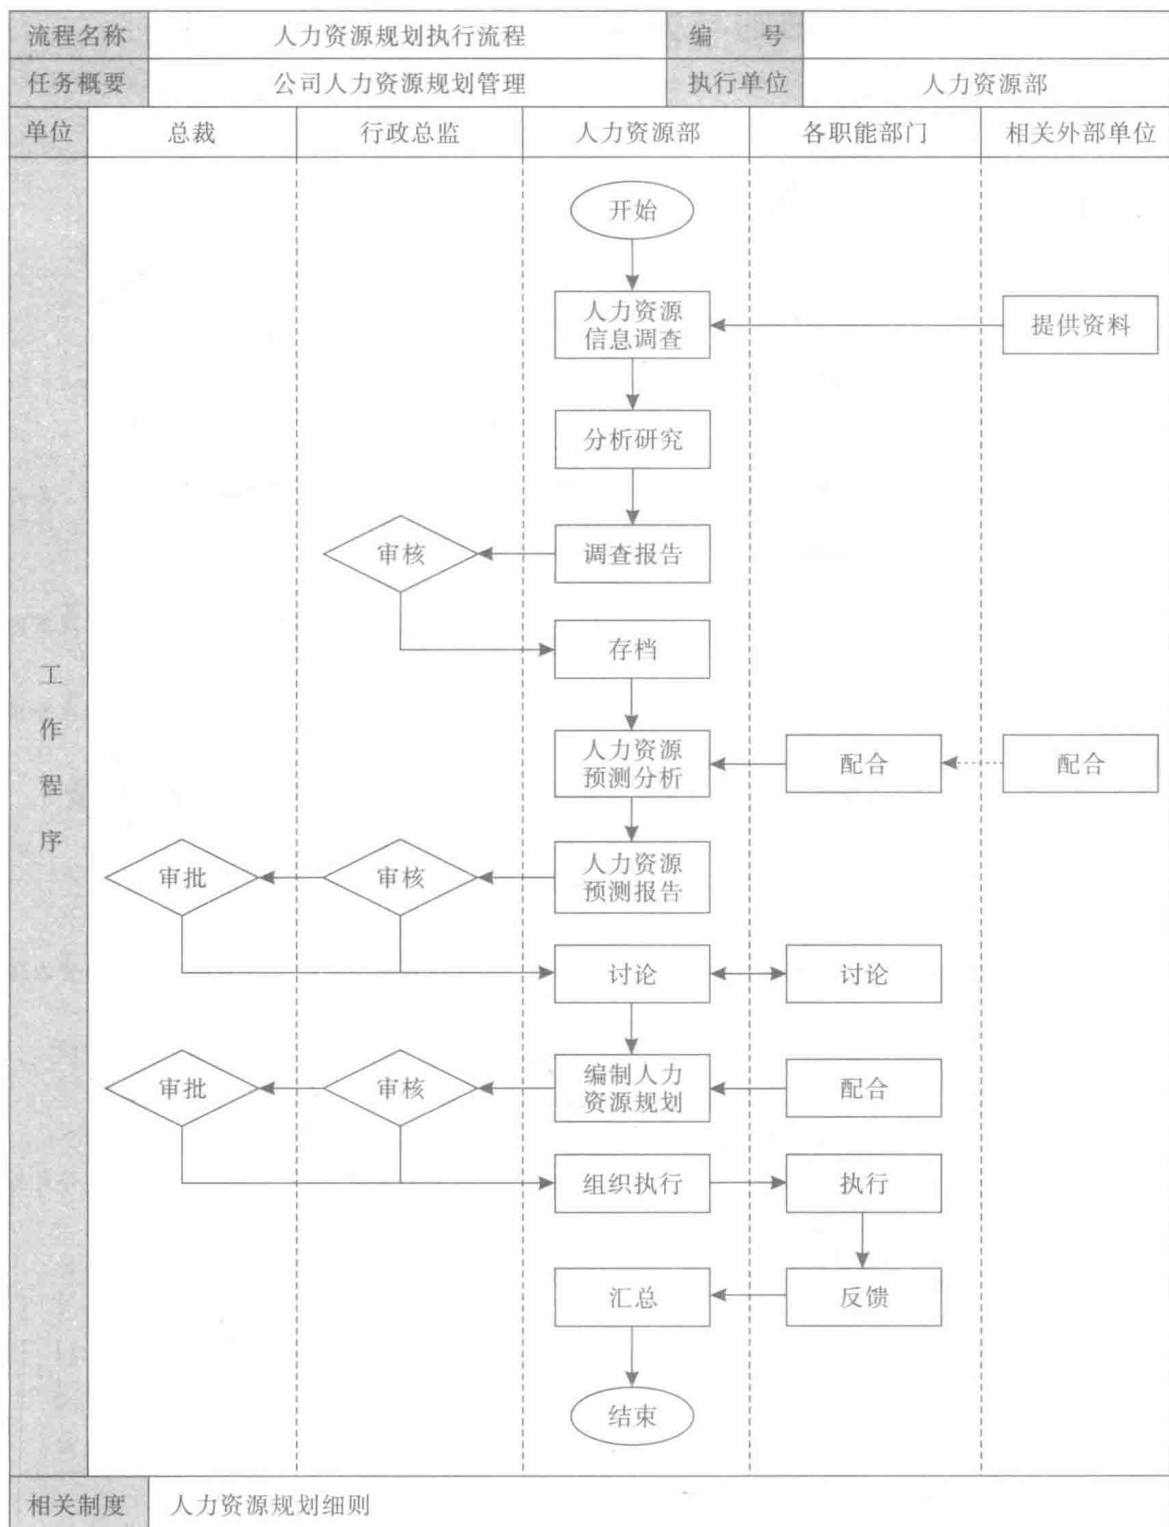 流程名称 人力资源规划执行流程 编 号
任务概要 公司人力资源规划管理 执行单位 人力资源部
单位 总裁 行政总监 人力资源部 各职能部门 相关外部单位
工作程序
开始
人力资源
信息调查
提供资料
分析研究
审核
调查报告
存档
人力资源
预测分析
配合
配合
审批
审核
人力资源
预测报告
讨论
讨论
审批
审核
编制人力
资源规划
配合
组织执行
执行
汇总
反馈
结束
相关制度 人力资源规划细则